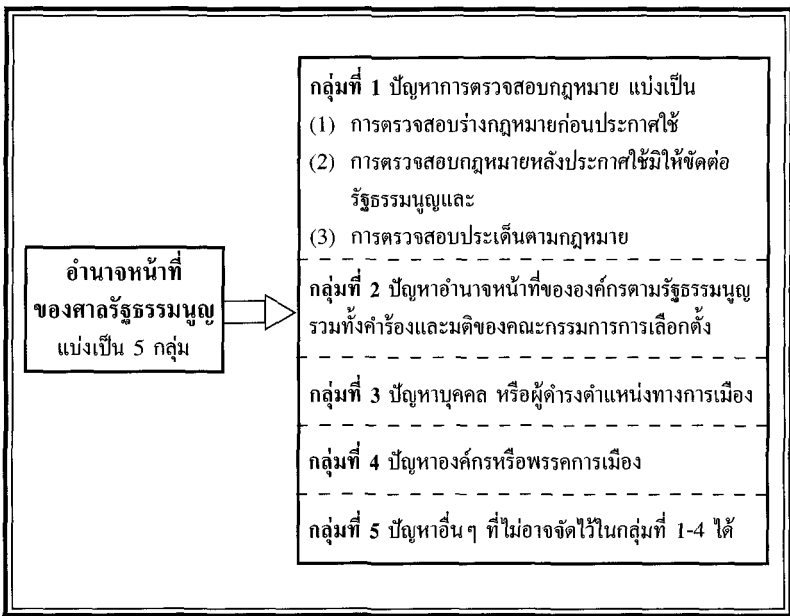 อำนาจหน้าที่
ของศาลรัฐธรรมนูญ
แบ่งเป็น 5 กลุ่ม
กลุ่มที่ 1 ปัญหาการตรวจสอบกฎหมาย แบ่งเป็น
(1) การตรวจสอบร่างกฎหมายก่อนประกาศใช้
(2) การตรวจสอบกฎหมายหลังประกาศใช้มิให้ขัดต่อ
รัฐธรรมนูญและ
(3) การตรวจสอบประเด็นตามกฎหมาย
กลุ่มที่ 2 ปัญหาอำนาจหน้าที่ขององค์กรตามรัฐธรรมนูญ
รวมทั้งคำร้องและมติของคณะกรรมการการเลือกตั้ง
กลุ่มที่ 3 ปัญหาบุคคล หรือผู้ดำรงตำแหน่งทางการเมือง
กลุ่มที่ 4 ปัญหาองค์กรหรือพรรคการเมือง
กลุ่มที่ 5 ปัญหาอื่นๆ ที่ไม่อาจจัดไว้ในกลุ่มที่ 1-4 ได้